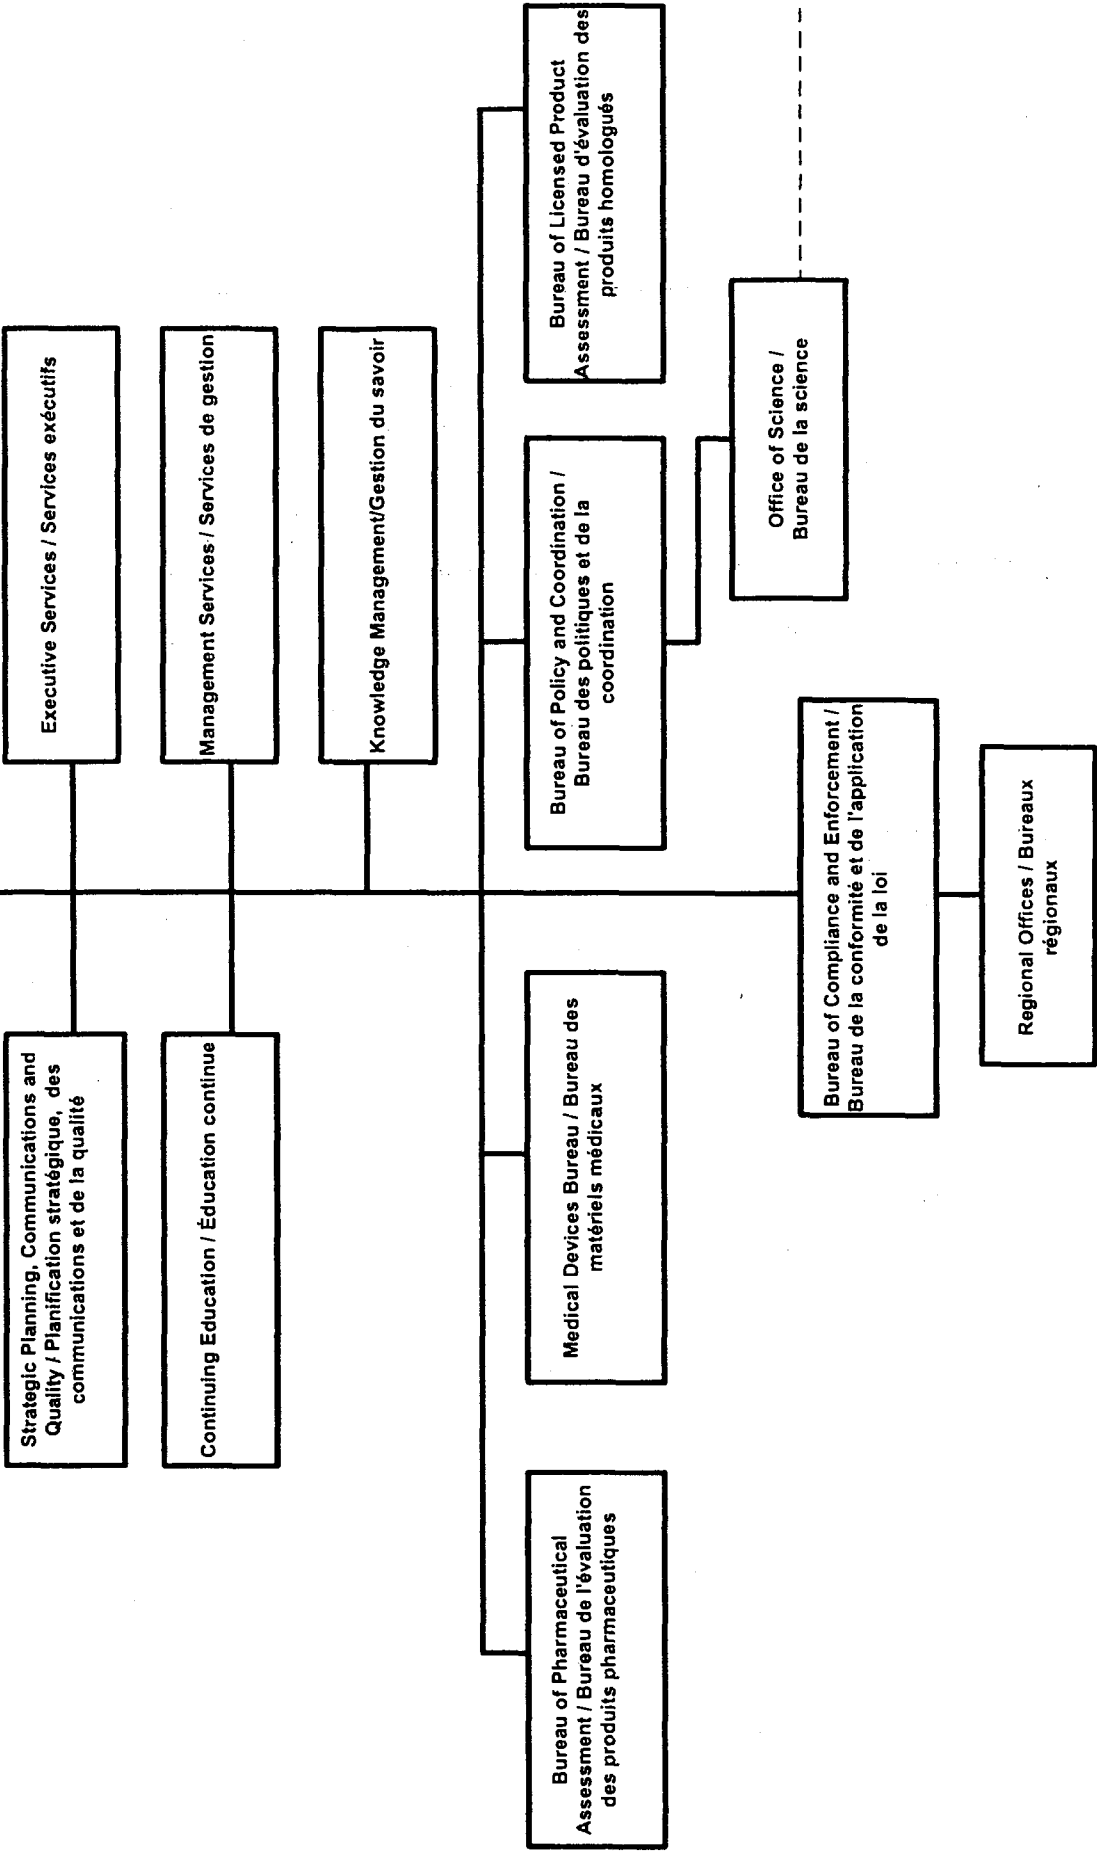 Strategic Planning, Communications and
Quality / Planification stratégique, des
communications et de la qualité
Executive Services / Services exécutifs
Continuing Education / Éducation continue
Management Services / Services de gestion
Knowledge Management/Gestion du savoir
Bureau of Pharmaceutical
Assessment / Bureau de l'évaluation
des produits pharmaceutiques
Medical Devices Bureau / Bureau des
matériels médicaux
Bureau of Policy and Coordination /
Bureau des politiques et de la
coordination
Bureau of Licensed Product
Assessment / Bureau d'évaluation des
produits homologués
Office of Science /
Bureau de la science
Bureau of Compliance and Enforcement /
Bureau de la conformité et de l'application
de la loi
Regional Offices / Bureaux
régionaux